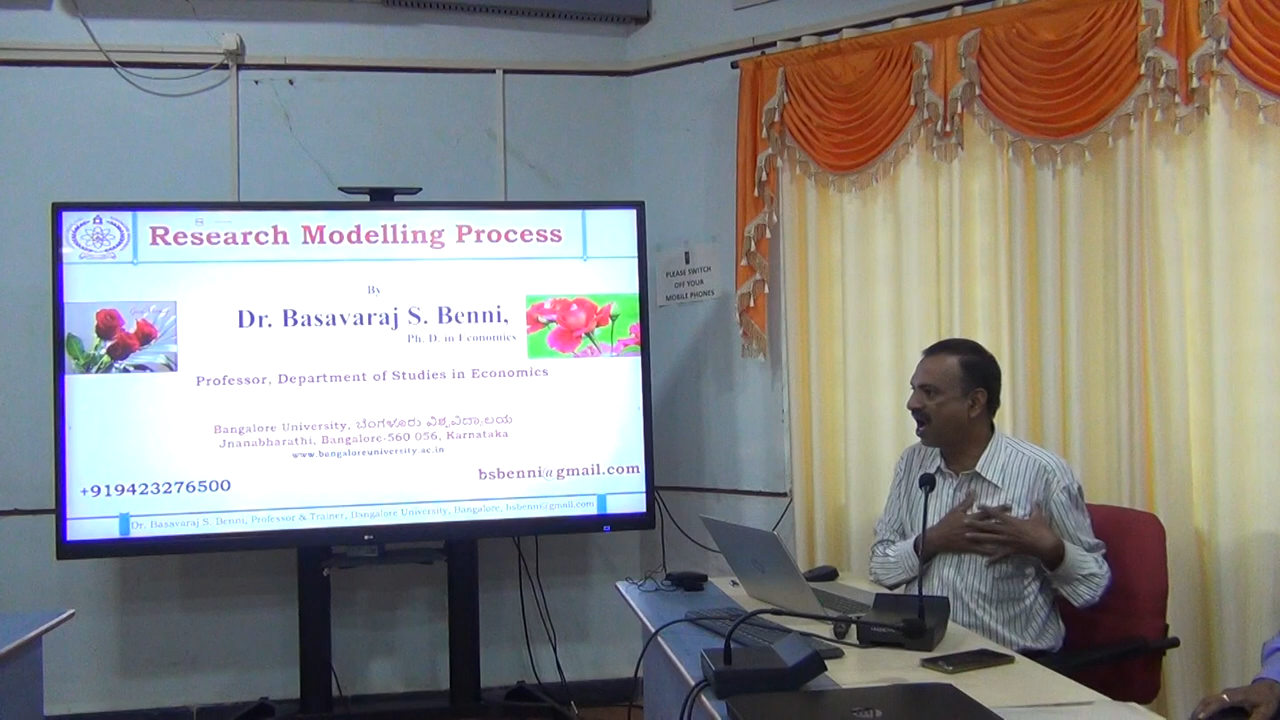 Research Modelling Process
By
Dr. Basavaraj S. Benni,
Ph. D. in Economics
Professor, Department of Studies in Economics
Bangalore University, ಬೆಂಗಳೂರು ವಿಶ್ವವಿದ್ಯಾಲಯ
Jnanabharathi, Bangalore-560 056, Karnataka
www.bangaloreuniversity.ac.in
bsbenni@gmail.com
+919423276500
Dr. Basavaraj S. Benni, Professor & Trainer, Bangalore University, Bangalore, bsbenni@gmail.com
LG
PLEASE SWITCH
OFF YOUR
MOBILE PHONES